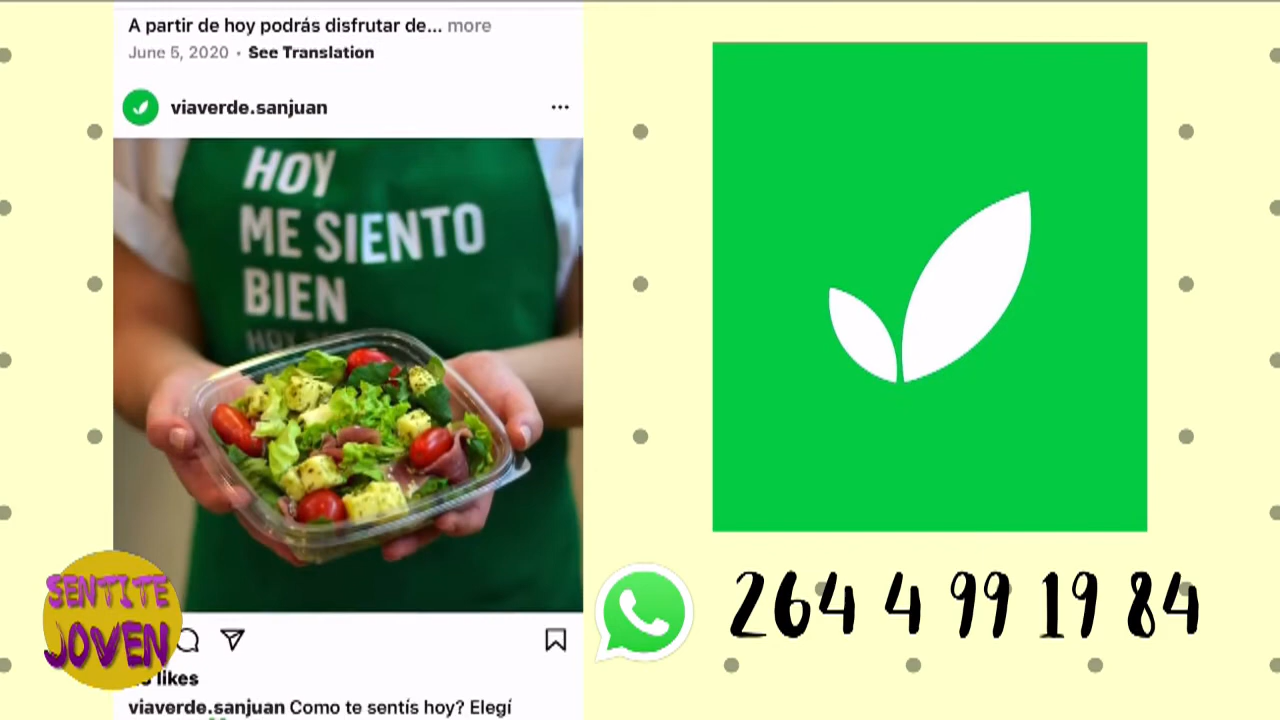 A partir de hoy podrás disfrutar de... more
June 5, 2020 • See Translation
viaverde.sanjuan
HOY
ME SIENTO
BIEN
SENTITE
JOVEN
likes
viaverde.sanjuan Como te sentís hoy? Elegí
264 4 99 19 84